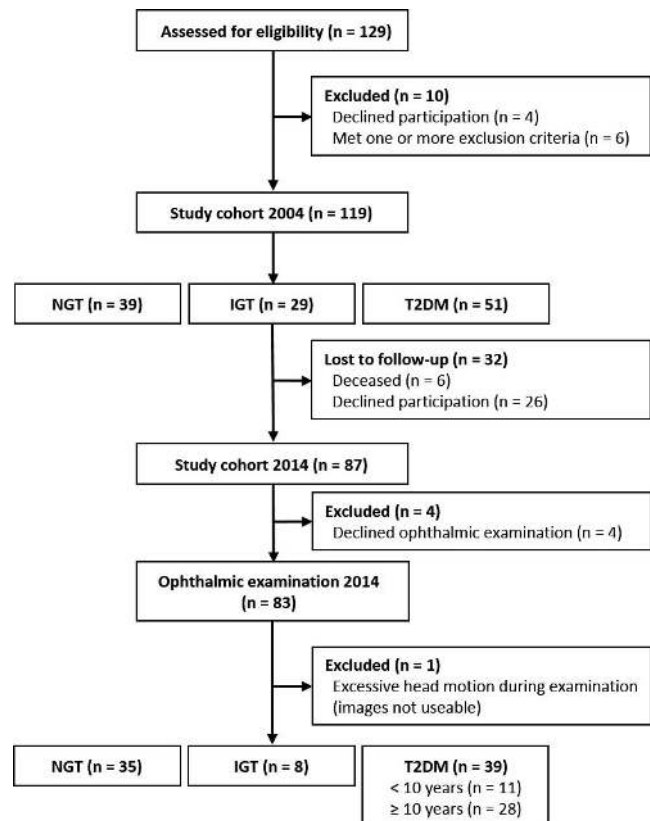 Assessed for eligibility (n = 129)
Excluded (n = 10)
Declined participation (n = 4)
Met one or more exclusion criteria (n = 6)
Study cohort 2004 (n = 119)
NGT (n = 39)
IGT (n = 29)
T2DM (n = 51)
Lost to follow-up (n = 32)
Deceased (n = 6)
Declined participation (n = 26)
Study cohort 2014 (n = 87)
Excluded (n = 4)
Declined ophthalmic examination (n = 4)
Ophthalmic examination 2014
(n = 83)
Excluded (n = 1)
Excessive head motion during examination
(images not useable)
NGT (n = 35)
IGT (n = 8)
T2DM (n = 39)
< 10 years (n = 11)
≥ 10 years (n = 28)